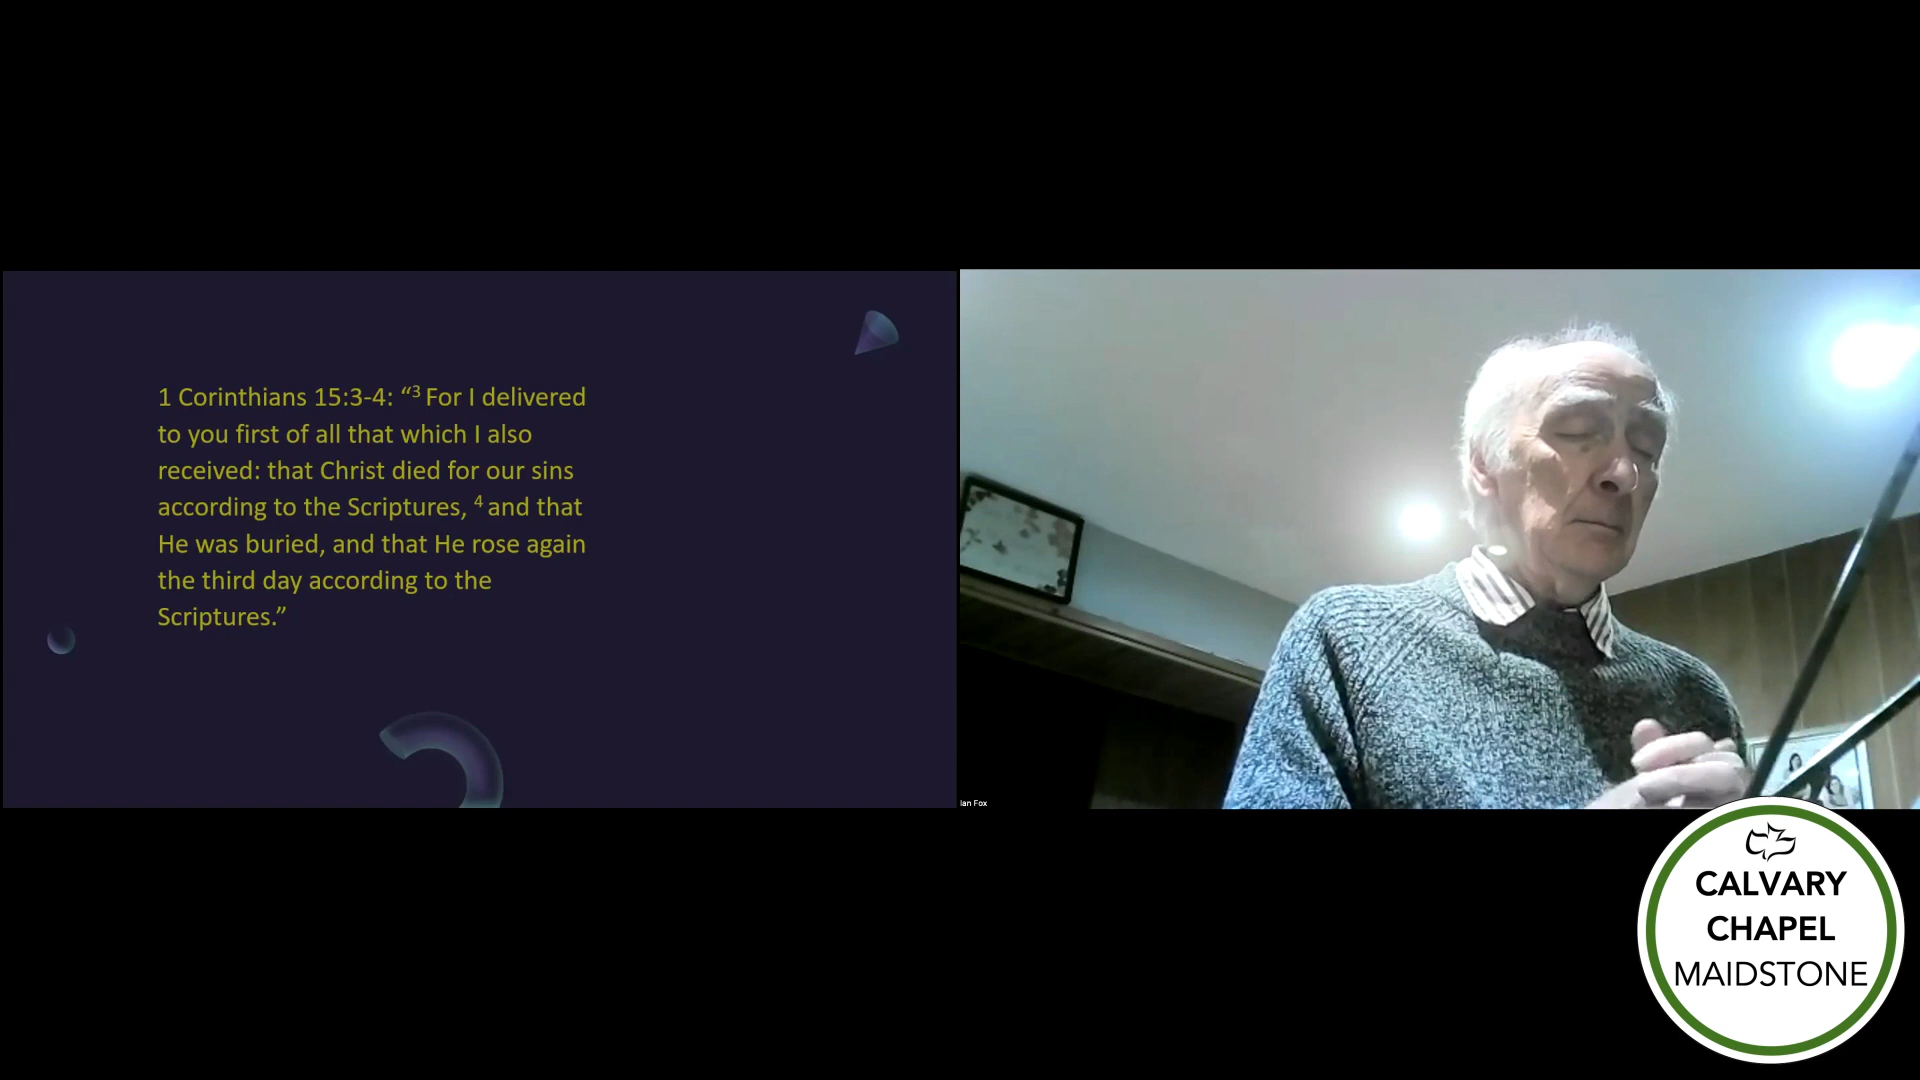 1 Corinthians 15:3-4: “³ For I delivered
to you first of all that which I also
received: that Christ died for our sins
according to the Scriptures, ⁴ and that
He was buried, and that He rose again
the third day according to the
Scriptures.”
Ian Fox
CALVARY
CHAPEL
MAIDSTONE